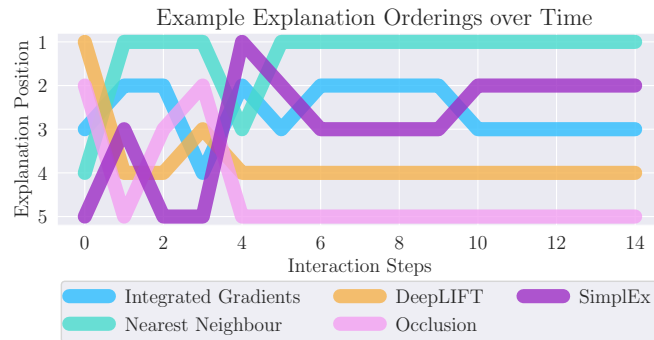 Example Explanation Orderings over Time
Explanation Position
1
2
3
4
5
0 2 4 6 8 10 12 14
Interaction Steps
Integrated Gradients DeepLIFT SimplEx
Nearest Neighbour Occlusion